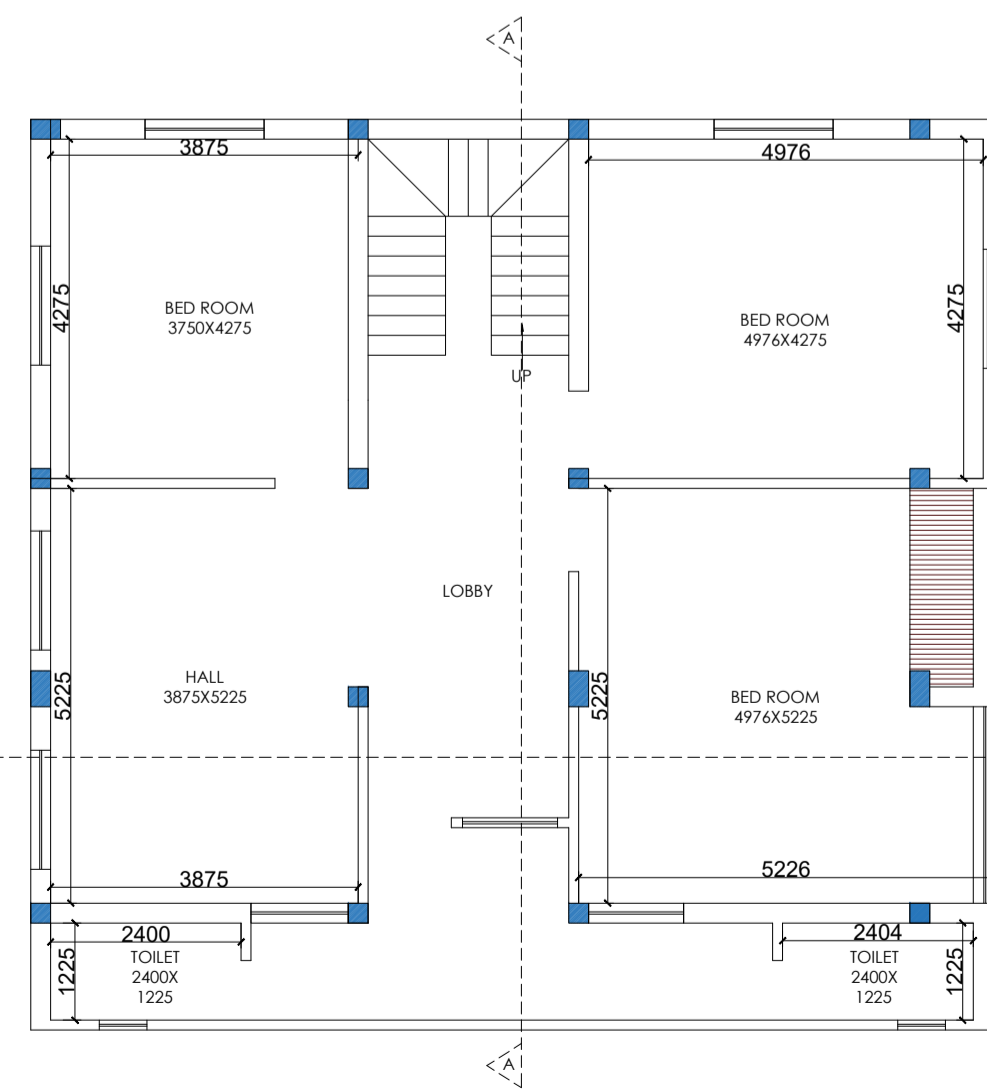 A
3875
4976
4275
BED ROOM
3750X4275
4275
BED ROOM
4976X4275
UP
LOBBY
5225
HALL
3875X5225
5225
BED ROOM
4976X5225
3875
5226
2400
1225
TOILET
2400X
1225
2404
TOILET
2400X
1225
1225
A